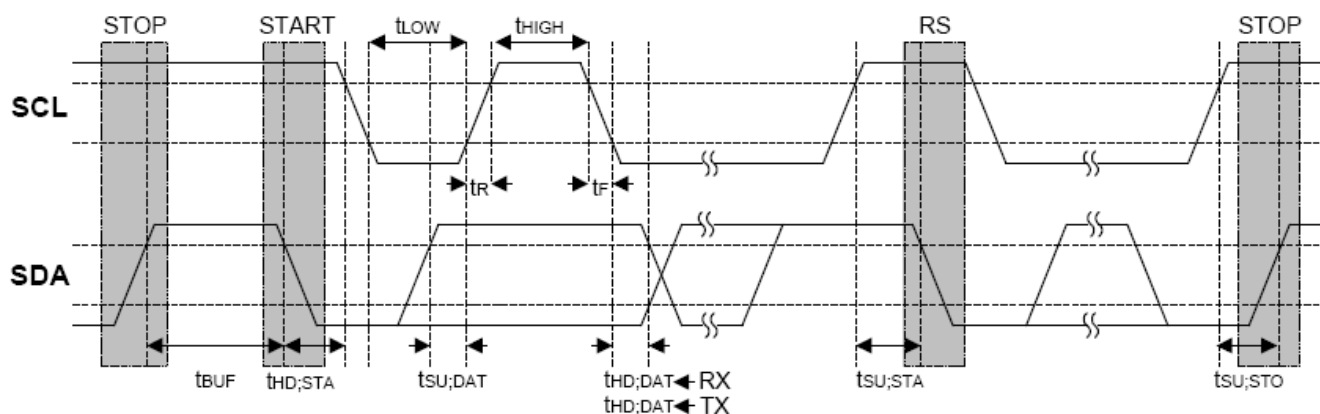 STOP START tLOW tHIGH RS STOP
SCL
tR tF
SDA
tBUF tHD;STA tSU;DAT tHD;DAT RX tSU;STA tSU;STO
tHD;DAT TX